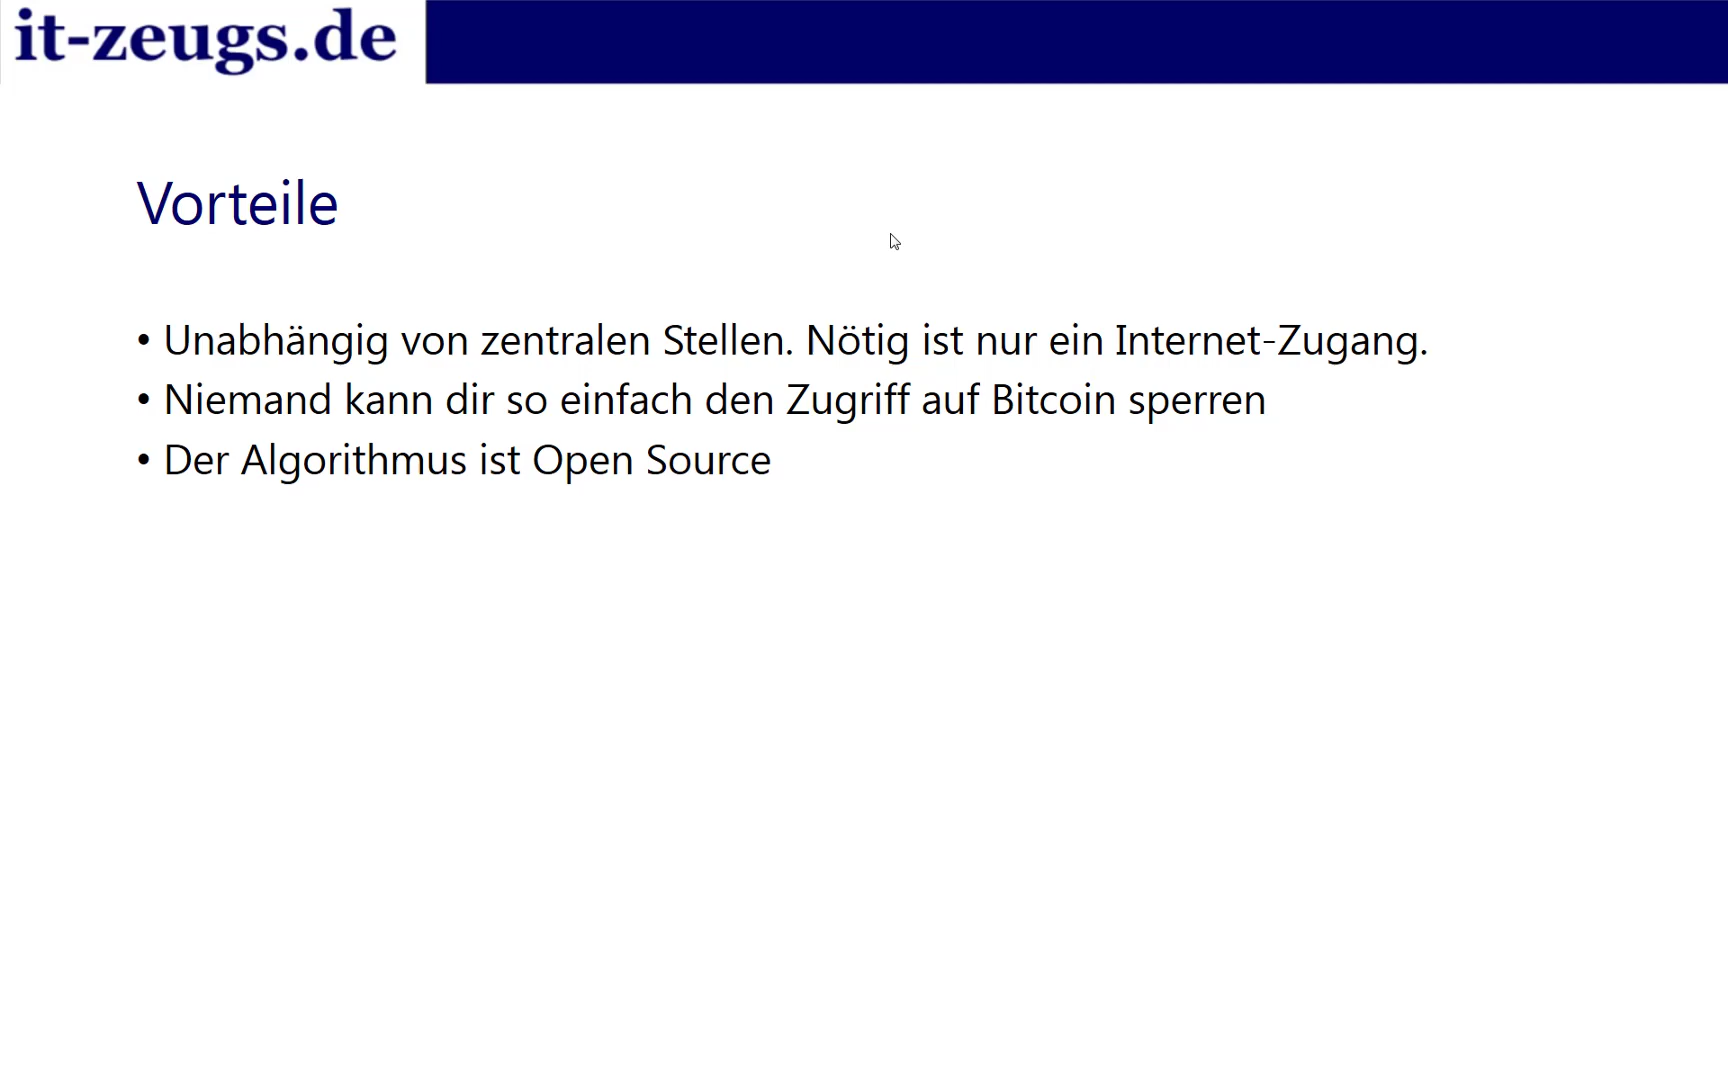 it-zeugs.de
Vorteile
• Unabhängig von zentralen Stellen. Nötig ist nur ein Internet-Zugang.
• Niemand kann dir so einfach den Zugriff auf Bitcoin sperren
• Der Algorithmus ist Open Source